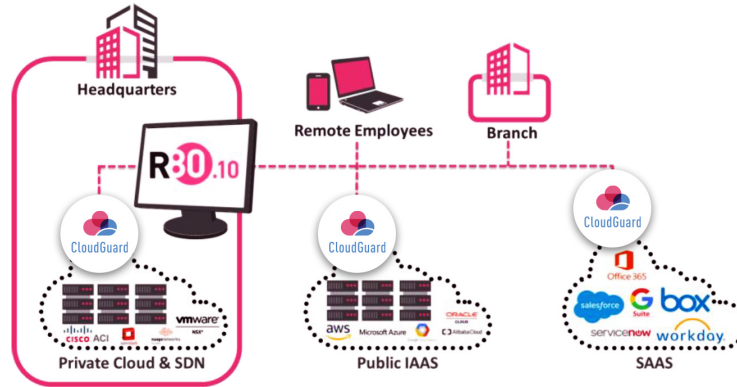 Headquarters
Remote Employees
Branch
R80.10
CloudGuard
CloudGuard
CloudGuard
Office 365
vmware
NSX
CISCO ACI
nuagenetworks
ORACLE
CLOUD
aws
Microsoft Azure
Alibaba Cloud
salesforce
G Suite
box
servicenow
workday.
Private Cloud & SDN
Public IAAS
SAAS